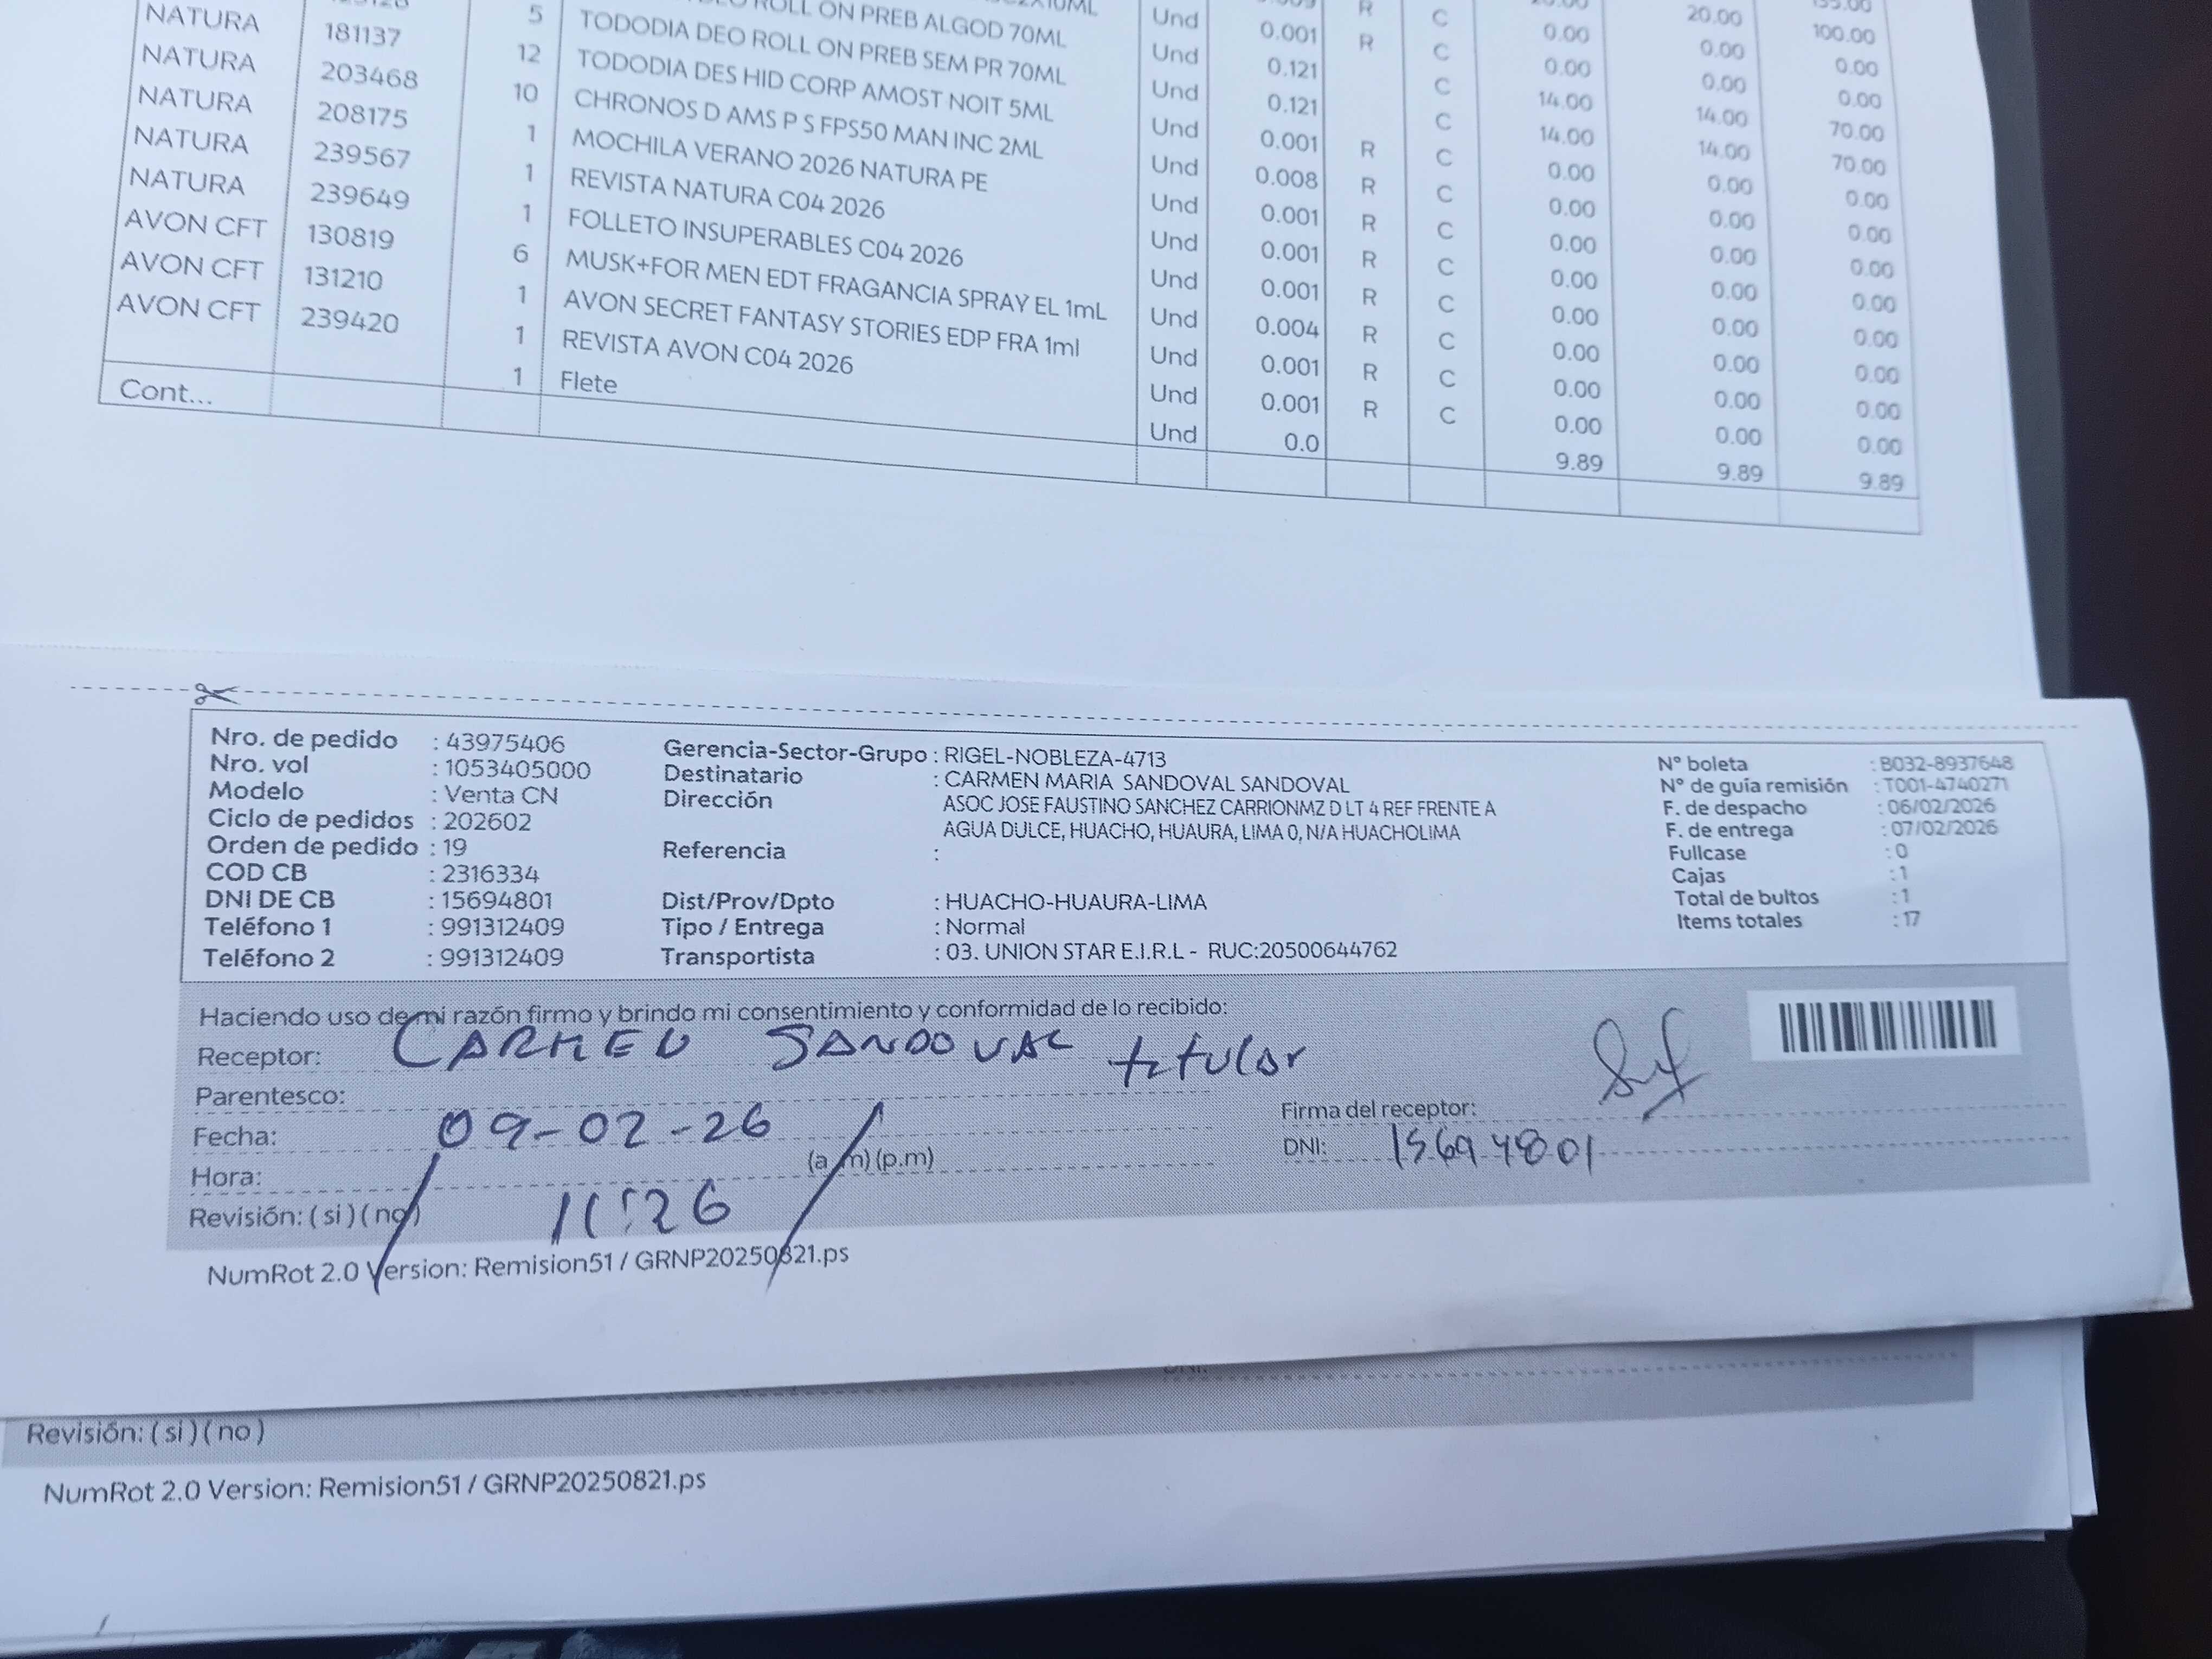 NATURA 181137 5 ROLL ON PREB ALGOD 70ML Und 0.001 R C 0.00 20.00 100.00
NATURA 203468 12 TODODIA DEO ROLL ON PREB SEM PR 70ML Und 0.121 C 0.00 0.00 0.00
NATURA 208175 10 TODODIA DES HID CORP AMOST NOIT 5ML Und 0.121 C 14.00 0.00 0.00
NATURA 239567 1 CHRONOS D AMS P S FPS50 MAN INC 2ML Und 0.001 R C 14.00 14.00 70.00
NATURA 239649 1 MOCHILA VERANO 2026 NATURA PE Und 0.008 R C 0.00 14.00 70.00
AVON CFT 130819 1 REVISTA NATURA C04 2026 Und 0.001 R C 0.00 0.00 0.00
AVON CFT 131210 6 FOLLETO INSUPERABLES C04 2026 Und 0.001 R C 0.00 0.00 0.00
AVON CFT 239420 1 MUSK+FOR MEN EDT FRAGANCIA SPRAY EL 1mL Und 0.001 R C 0.00 0.00 0.00
1 AVON SECRET FANTASY STORIES EDP FRA 1ml Und 0.004 R C 0.00 0.00 0.00
1 REVISTA AVON C04 2026 Und 0.001 R C 0.00 0.00 0.00
Cont... Flete Und 0.001 R C 0.00 0.00 0.00
Und 0.0 9.89 9.89 9.89
Nro. de pedido : 43975406
Nro. vol : 1053405000
Modelo : Venta CN
Ciclo de pedidos : 202602
Orden de pedido : 19
COD CB : 2316334
DNI DE CB : 15694801
Teléfono 1 : 991312409
Teléfono 2 : 991312409
Gerencia-Sector-Grupo : RIGEL-NOBLEZA-4713
Destinatario : CARMEN MARIA SANDOVAL SANDOVAL
Dirección ASOC JOSE FAUSTINO SANCHEZ CARRIONMZ D LT 4 REF FRENTE A
AGUA DULCE, HUACHO, HUAURA, LIMA 0, N/A HUACHOLIMA
Referencia :
Dist/Prov/Dpto : HUACHO-HUAURA-LIMA
Tipo / Entrega : Normal
Transportista : 03. UNION STAR E.I.R.L - RUC:20500644762
N° boleta : B032-8937648
N° de guía remisión : T001-4740271
F. de despacho : 06/02/2026
F. de entrega : 07/02/2026
Fullcase : 0
Cajas : 1
Total de bultos : 1
Items totales : 17
Haciendo uso de mi razón firmo y brindo mi consentimiento y conformidad de lo recibido:
Receptor: CARMEN SANDOVAL titular
Parentesco:
Fecha: 09-02-26
Hora: (a.m) (p.m)
Revisión: ( si ) ( no ) 11:26
Firma del receptor:
DNI: 15694801
NumRot 2.0 Version: Remision51 / GRNP20250821.ps
Revisión: ( si ) ( no )
NumRot 2.0 Version: Remision51 / GRNP20250821.ps